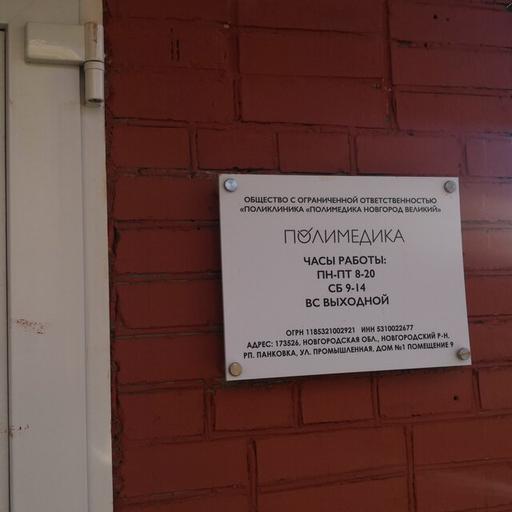 ОБЩЕСТВО С ОГРАНИЧЕННОЙ ОТВЕТСТВЕННОСТЬЮ
«ПОЛИКЛИНИКА «ПОЛИМЕДИКА НОВГОРОД ВЕЛИКИЙ»
ПОЛИМЕДИКА
ЧАСЫ РАБОТЫ:
ПН-ПТ 8-20
СБ 9-14
ВС ВЫХОДНОЙ
ОГРН 1185321002921 ИНН 5310022677
АДРЕС: 173526, НОВГОРОДСКАЯ ОБЛ., НОВГОРОДСКИЙ Р-Н,
РП. ПАНКОВКА, УЛ. ПРОМЫШЛЕННАЯ, ДОМ №1 ПОМЕЩЕНИЕ 9